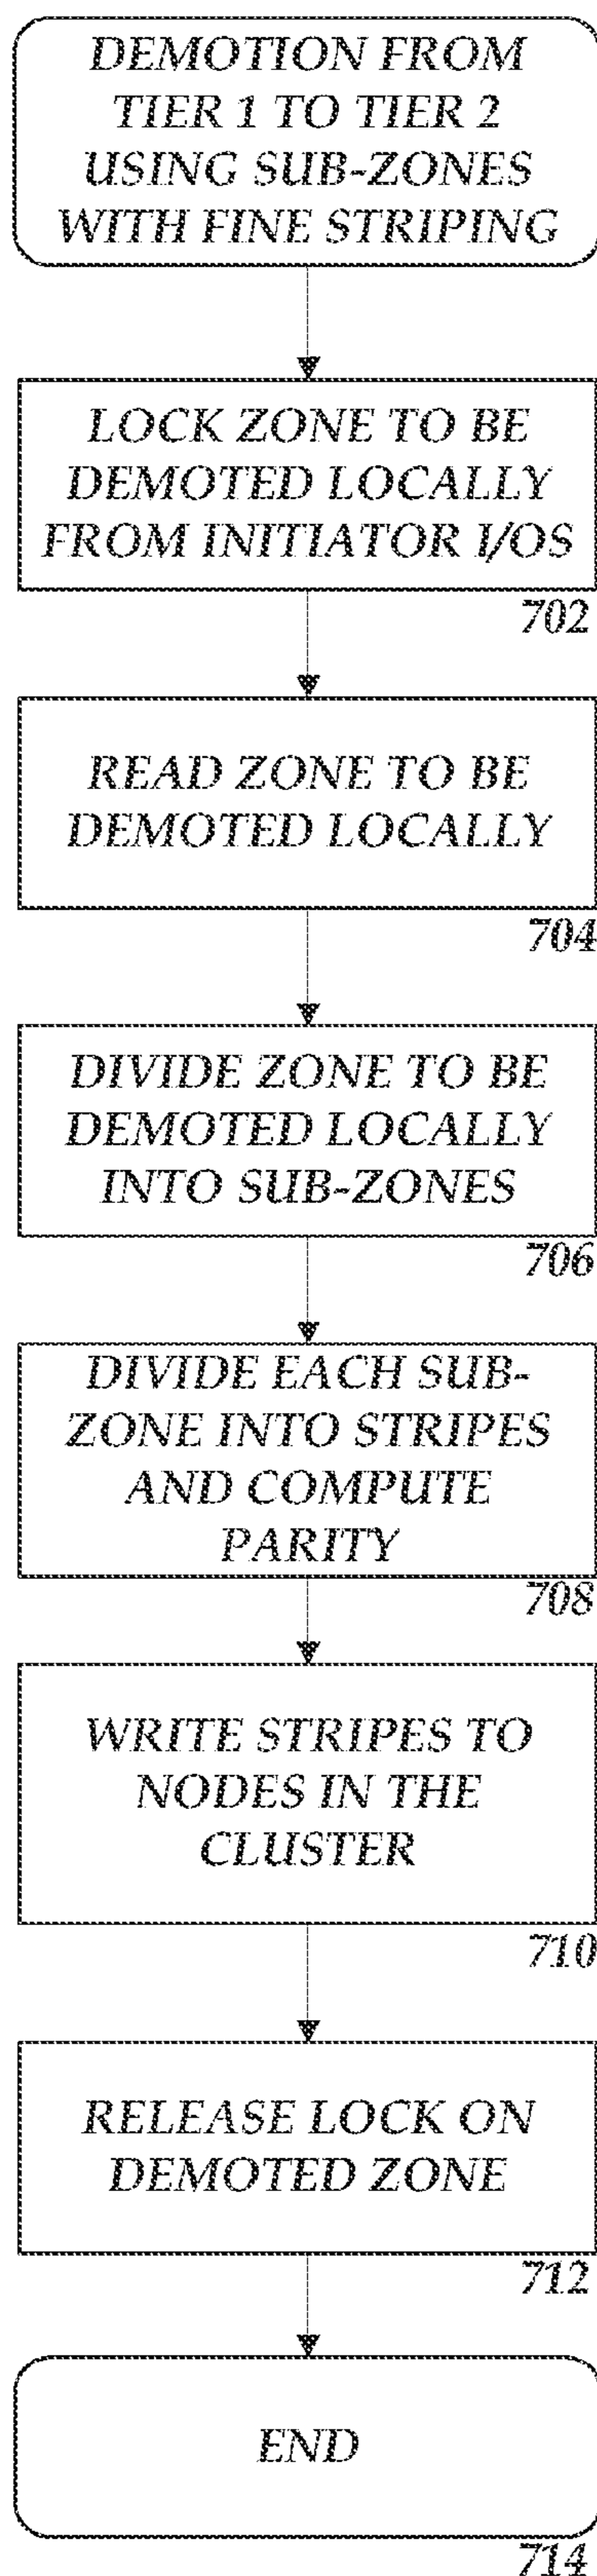 DEMOTION FROM
TIER 1 TO TIER 2
USING SUB-ZONES
WITH FINE STRIPING
LOCK ZONE TO BE
DEMOTED LOCALLY
FROM INITIATOR I/OS
702
READ ZONE TO BE
DEMOTED LOCALLY
704
DIVIDE ZONE TO BE
DEMOTED LOCALLY
INTO SUB-ZONES
706
DIVIDE EACH SUB-
ZONE INTO STRIPES
AND COMPUTE
PARITY
708
WRITE STRIPES TO
NODES IN THE
CLUSTER
710
RELEASE LOCK ON
DEMOTED ZONE
712
END
714